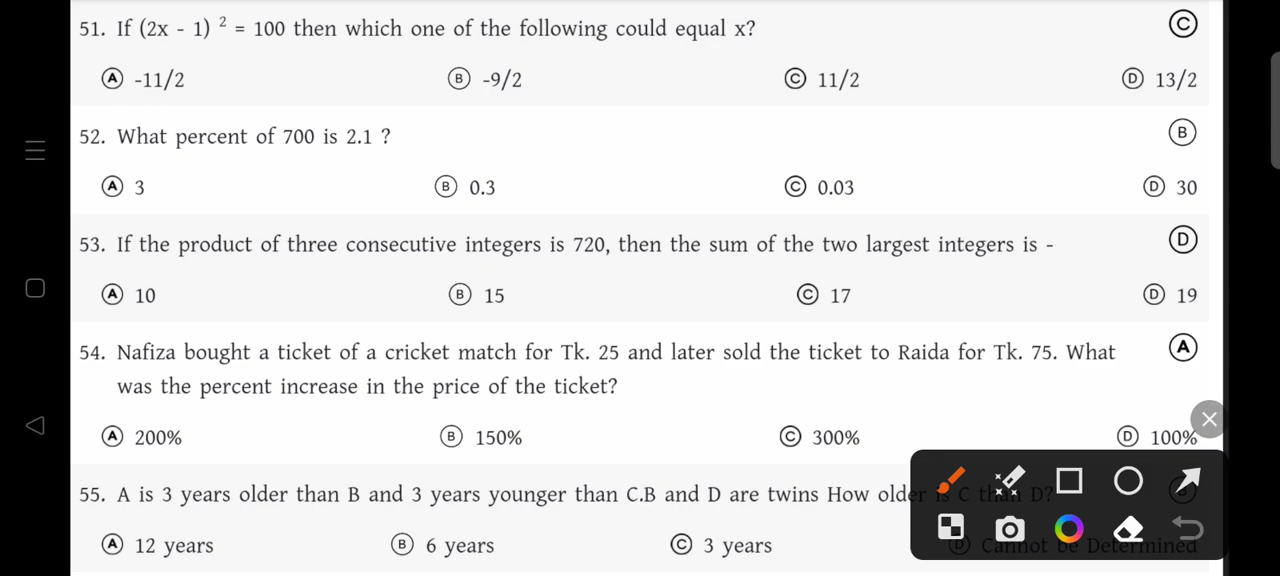 51. If (2x - 1) ² = 100 then which one of the following could equal x? Ⓒ
Ⓐ -11/2 Ⓑ -9/2 Ⓒ 11/2 Ⓓ 13/2
52. What percent of 700 is 2.1 ? Ⓑ
Ⓐ 3 Ⓑ 0.3 Ⓒ 0.03 Ⓓ 30
53. If the product of three consecutive integers is 720, then the sum of the two largest integers is - Ⓓ
Ⓐ 10 Ⓑ 15 Ⓒ 17 Ⓓ 19
54. Nafiza bought a ticket of a cricket match for Tk. 25 and later sold the ticket to Raida for Tk. 75. What Ⓐ
was the percent increase in the price of the ticket?
Ⓐ 200% Ⓑ 150% Ⓒ 300% Ⓓ 100%
55. A is 3 years older than B and 3 years younger than C.B and D are twins How older is C than D?
Ⓐ 12 years Ⓑ 6 years Ⓒ 3 years Ⓓ Cannot be Determined